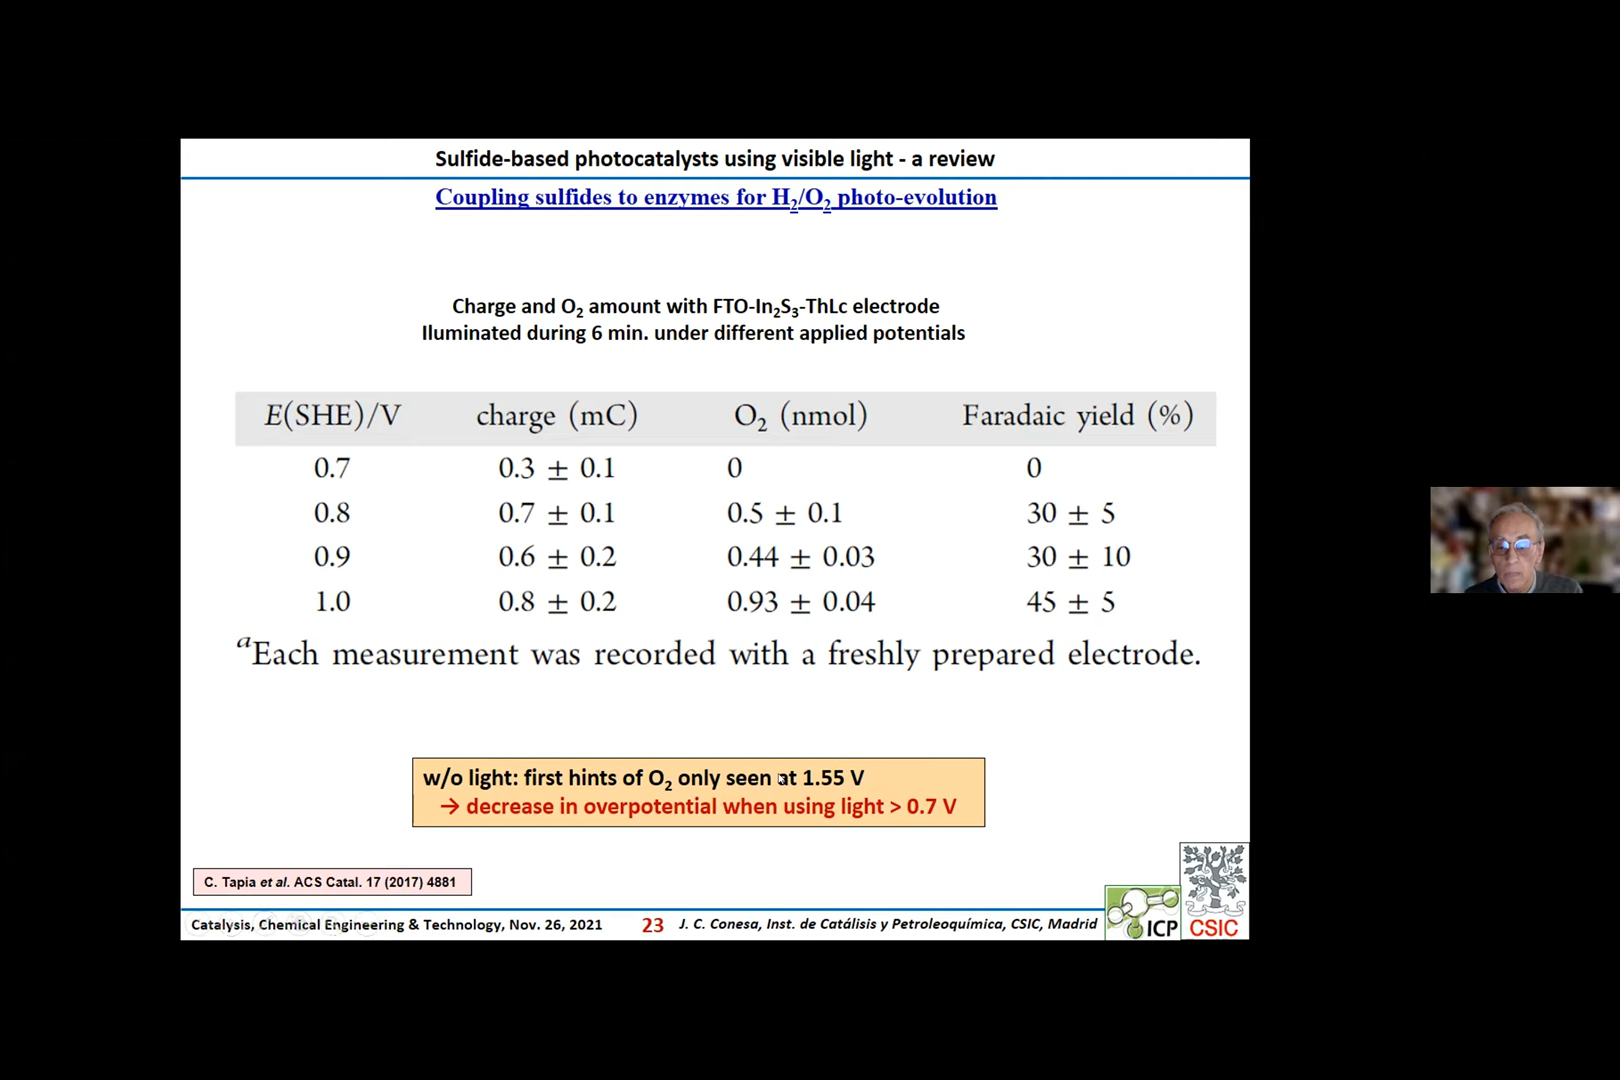 Sulfide-based photocatalysts using visible light - a review
Coupling sulfides to enzymes for H2/O2 photo-evolution
Charge and O2 amount with FTO-In2S3-ThLc electrode
Iluminated during 6 min. under different applied potentials
E(SHE)/V charge (mC) O2 (nmol) Faradaic yield (%)
0.7 0.3 ± 0.1 0 0
0.8 0.7 ± 0.1 0.5 ± 0.1 30 ± 5
0.9 0.6 ± 0.2 0.44 ± 0.03 30 ± 10
1.0 0.8 ± 0.2 0.93 ± 0.04 45 ± 5
aEach measurement was recorded with a freshly prepared electrode.
w/o light: first hints of O2 only seen at 1.55 V
→ decrease in overpotential when using light > 0.7 V
C. Tapia et al. ACS Catal. 17 (2017) 4881
Catalysis, Chemical Engineering & Technology, Nov. 26, 2021 23 J. C. Conesa, Inst. de Catálisis y Petroleoquímica, CSIC, Madrid
ICP CSIC